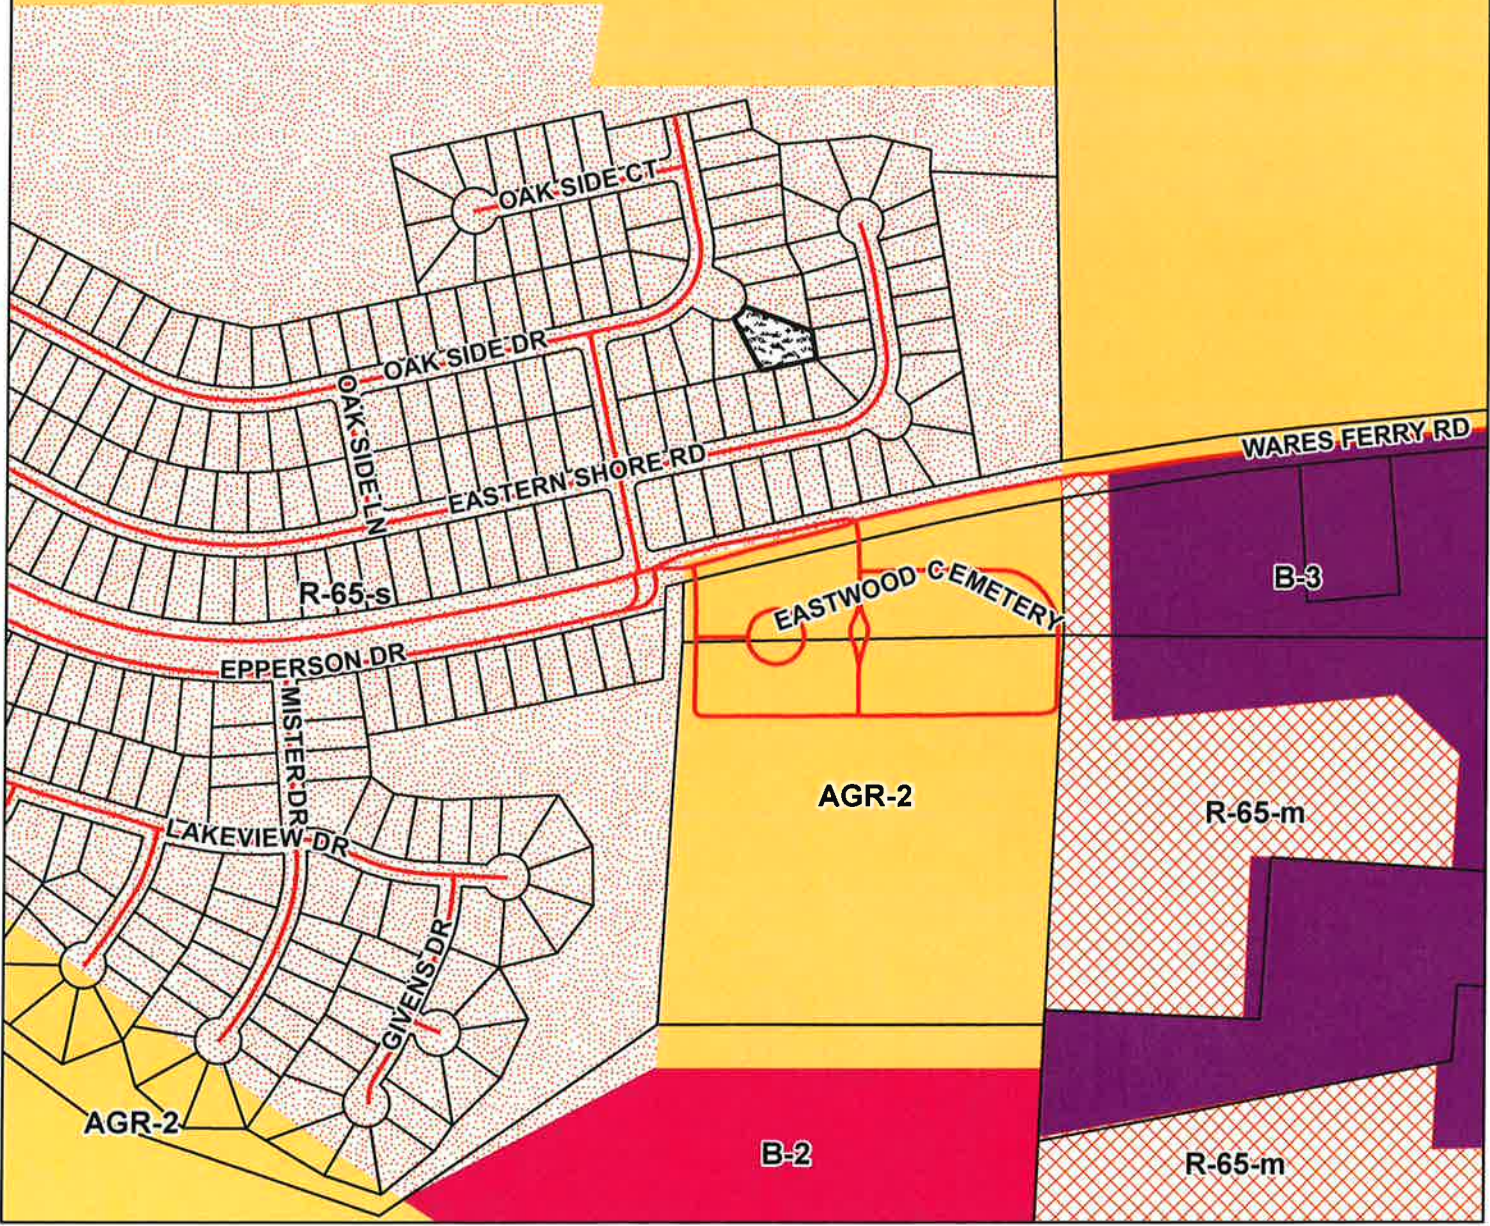 OAK SIDE CT
OAK SIDE DR
OAK SIDE LN
WARES FERRY RD
EASTERN SHORE RD
B-3
R-65-s
EASTWOOD CEMETERY
EPPERSON DR
MISTER DR
AGR-2
R-65-m
LAKEVIEW DR
GIVENS DR
AGR-2
B-2
R-65-m